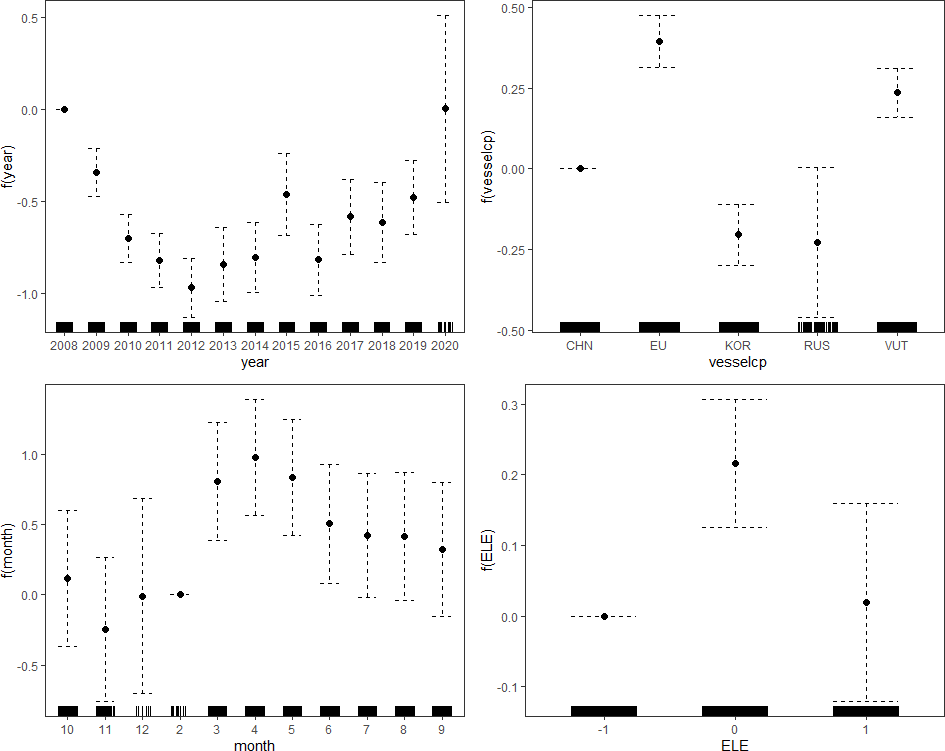 f(year)
0.5
0.0
-0.5
-1.0
2008 2009 2010 2011 2012 2013 2014 2015 2016 2017 2018 2019 2020
year
f(vesselcp)
0.50
0.25
0.00
-0.25
-0.50
CHN EU KOR RUS VUT
vesselcp
f(month)
1.0
0.5
0.0
-0.5
10 11 12 2 3 4 5 6 7 8 9
month
f(ELE)
0.3
0.2
0.1
0.0
-0.1
-1 0 1
ELE